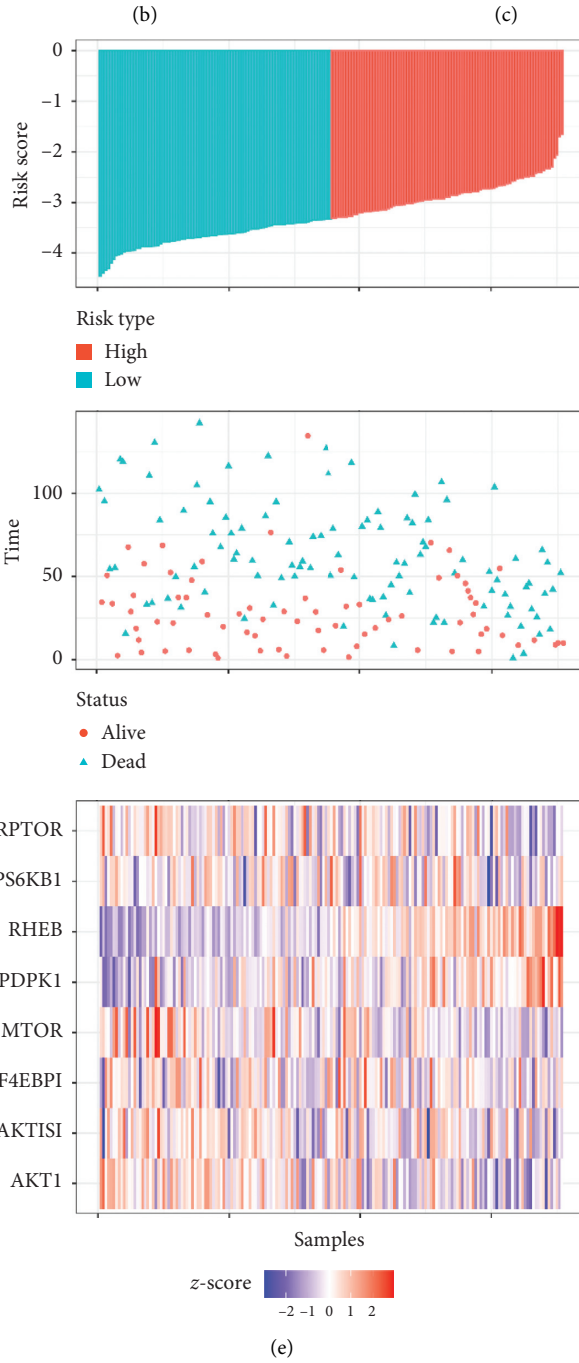 (b) (c)
0
−1
−2
−3
−4
Risk score
Risk type
High
Low
100
50
0
Time
Status
Alive
Dead
RPTOR
PS6KB1
RHEB
PDPK1
MTOR
F4EBPI
AKTISI
AKT1
Samples
z-score
−2 −1 0 1 2
(e)